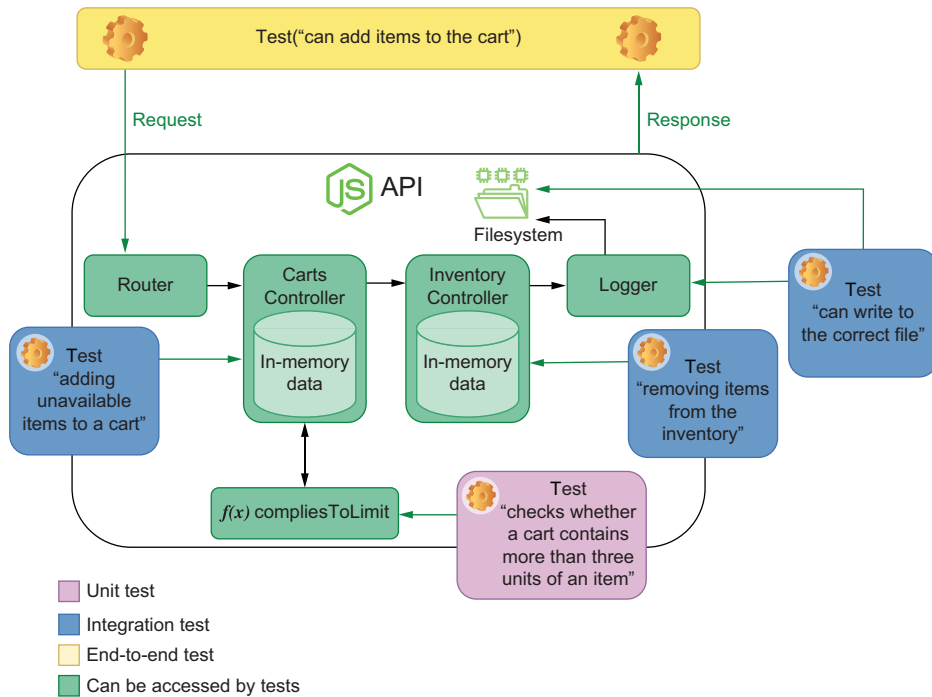 Test(“can add items to the cart”)
Request
Response
JS API
Filesystem
Router
Carts
Controller
In-memory
data
Inventory
Controller
In-memory
data
Logger
Test
“can write to
the correct file”
Test
“adding
unavailable
items to a cart”
Test
“removing items
from the
inventory”
f(x) compliesToLimit
Test
“checks whether
a cart contains
more than three
units of an item”
Unit test
Integration test
End-to-end test
Can be accessed by tests